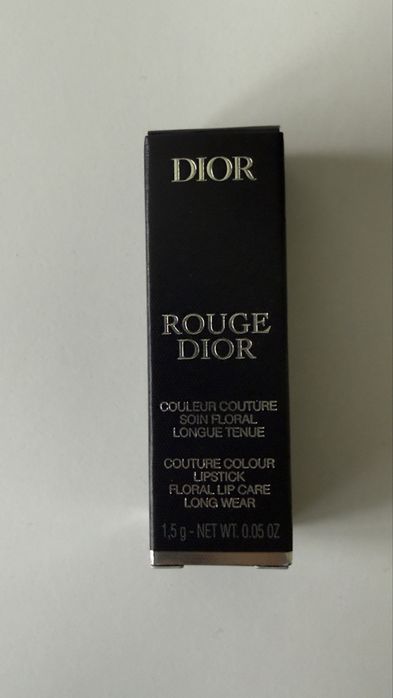 DIOR
ROUGE
DIOR
COULEUR COUTURE
SOIN FLORAL
LONGUE TENUE
COUTURE COLOUR
LIPSTICK
FLORAL LIP CARE
LONG WEAR
1,5 g - NET WT. 0.05 OZ